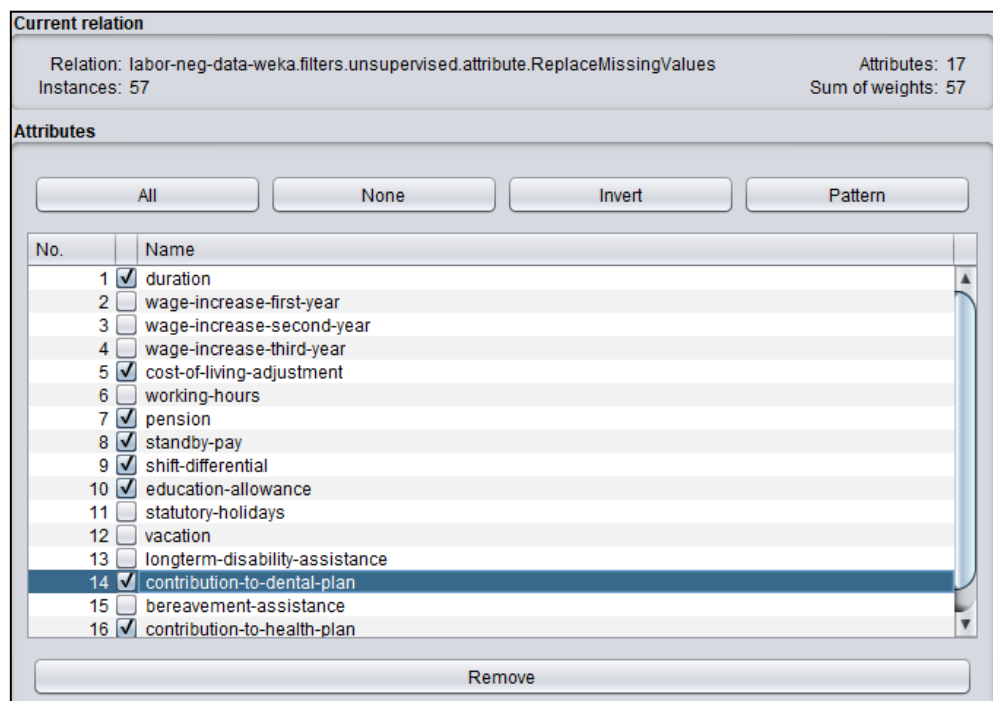 Current relation
Relation: labor-neg-data-weka.filters.unsupervised.attribute.ReplaceMissingValues Attributes: 17
Instances: 57 Sum of weights: 57
Attributes
All None Invert Pattern
No. Name
1 duration
2 wage-increase-first-year
3 wage-increase-second-year
4 wage-increase-third-year
5 cost-of-living-adjustment
6 working-hours
7 pension
8 standby-pay
9 shift-differential
10 education-allowance
11 statutory-holidays
12 vacation
13 longterm-disability-assistance
14 contribution-to-dental-plan
15 bereavement-assistance
16 contribution-to-health-plan
Remove